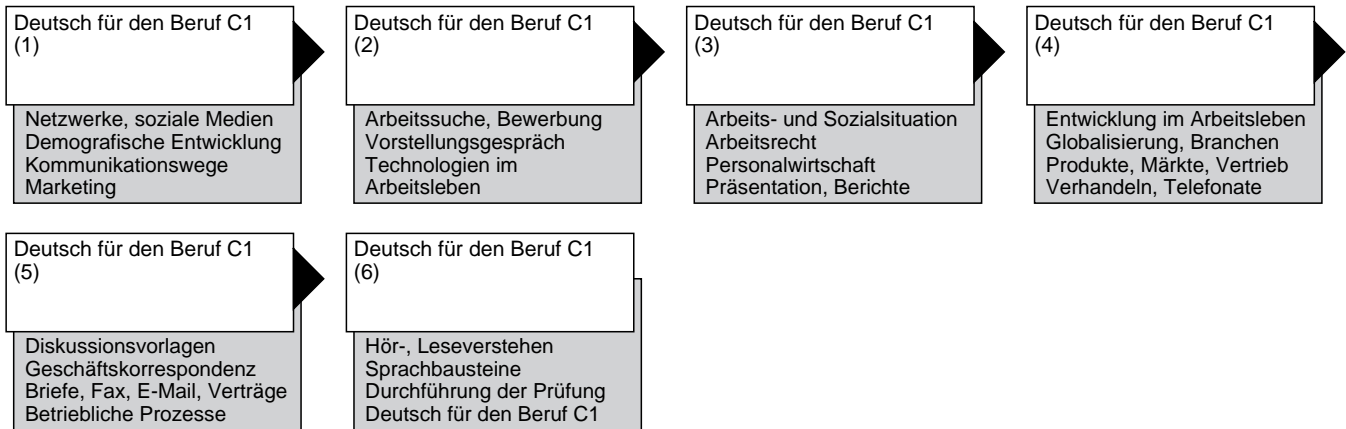 Deutsch für den Beruf C1
(1)
Netzwerke, soziale Medien
Demografische Entwicklung
Kommunikationswege
Marketing
Deutsch für den Beruf C1
(2)
Arbeitssuche, Bewerbung
Vorstellungsgespräch
Technologien im
Arbeitsleben
Deutsch für den Beruf C1
(3)
Arbeits- und Sozialsituation
Arbeitsrecht
Personalwirtschaft
Präsentation, Berichte
Deutsch für den Beruf C1
(4)
Entwicklung im Arbeitsleben
Globalisierung, Branchen
Produkte, Märkte, Vertrieb
Verhandeln, Telefonate
Deutsch für den Beruf C1
(5)
Diskussionsvorlagen
Geschäftskorrespondenz
Briefe, Fax, E-Mail, Verträge
Betriebliche Prozesse
Deutsch für den Beruf C1
(6)
Hör-, Leseverstehen
Sprachbausteine
Durchführung der Prüfung
Deutsch für den Beruf C1